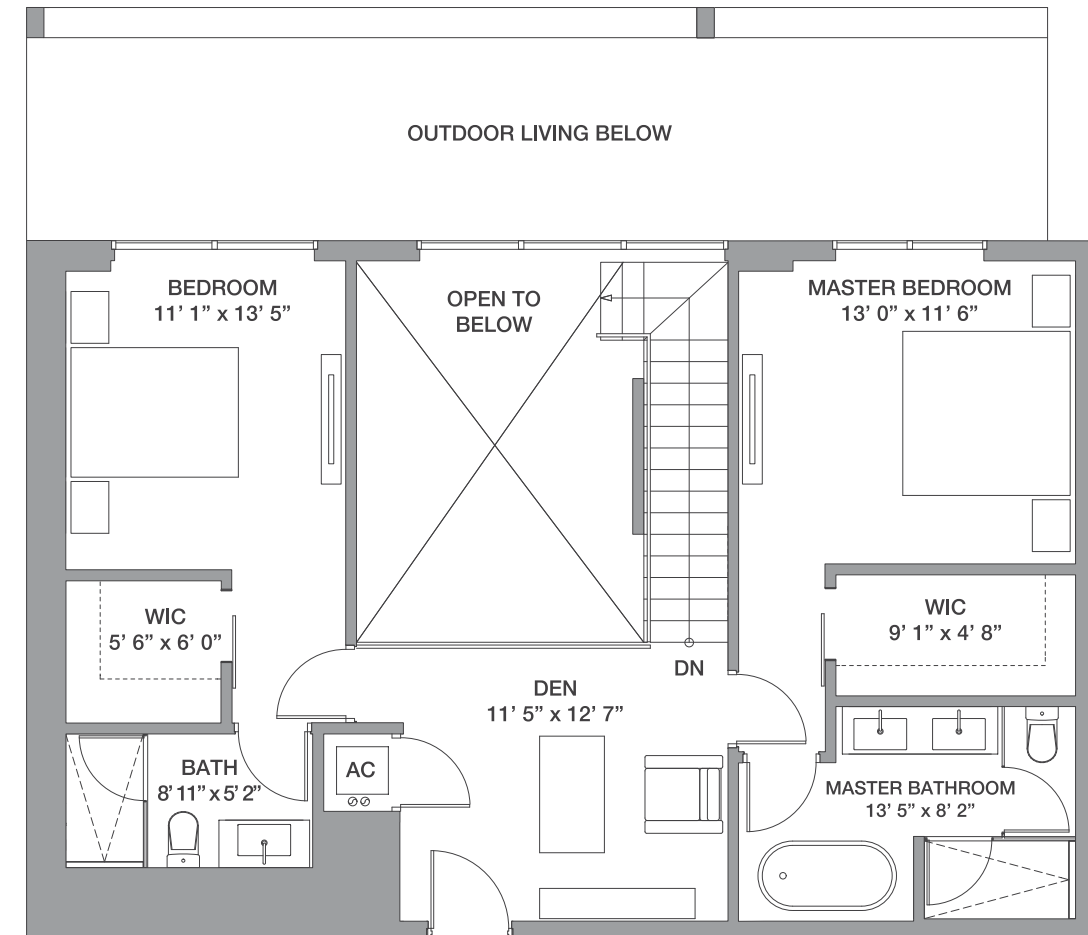 OUTDOOR LIVING BELOW
BEDROOM
11’ 1” x 13’ 5”
OPEN TO
BELOW
MASTER BEDROOM
13’ 0” x 11’ 6”
WIC
5’ 6” x 6’ 0”
WIC
9’ 1” x 4’ 8”
DN
DEN
11’ 5” x 12’ 7”
BATH
8’ 11” x 5’ 2”
AC
MASTER BATHROOM
13’ 5” x 8’ 2”